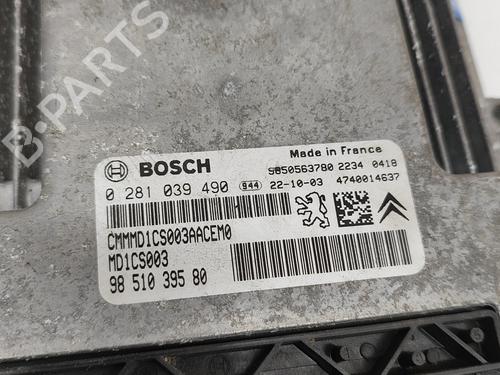 B-PARTS
BOSCH
Made in France
9850563780 2234 0418
0 281 039 490 944 22-10-03 4740014637
CMMMD1CS003AACEM0
MD1CS003
98 510 395 80